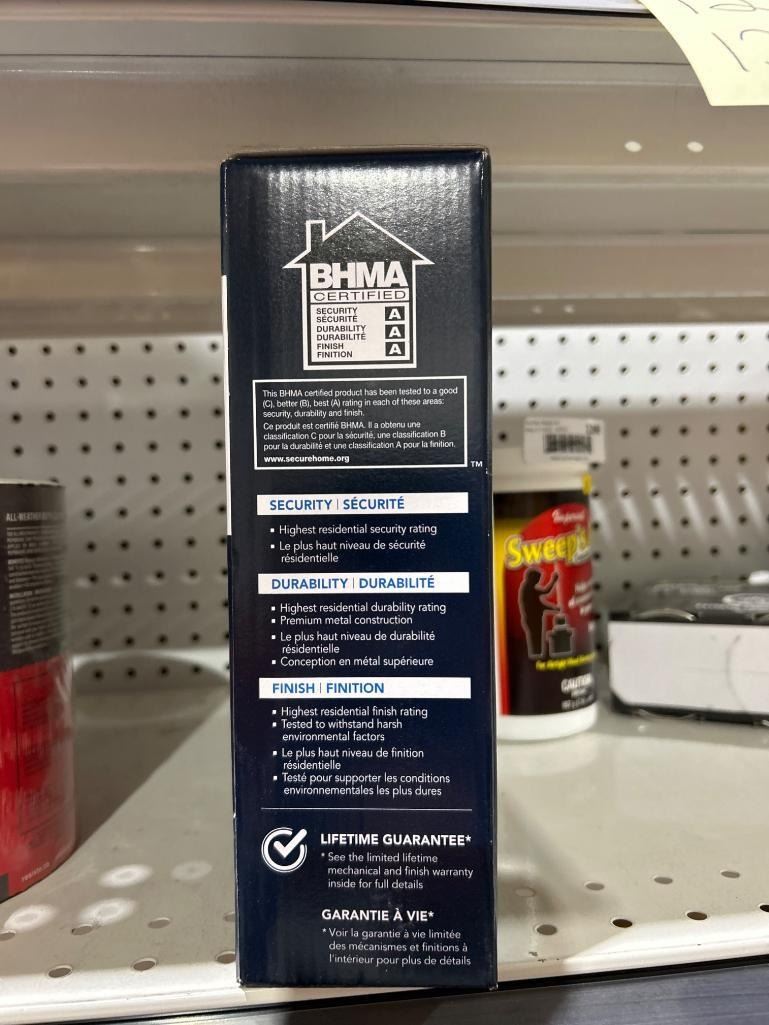 BHMA
CERTIFIED
SECURITY
SÉCURITÉ A
DURABILITY
DURABILITÉ A
FINISH
FINITION A
This BHMA certified product has been tested to a good
(C), better (B), best (A) rating in each of these areas:
security, durability and finish.
Ce produit est certifié BHMA. Il a obtenu une
classification C pour la sécurité, une classification B
pour la durabilité et une classification A pour la finition.
www.securehome.org
TM
SECURITY | SÉCURITÉ
▪ Highest residential security rating
▪ Le plus haut niveau de sécurité
résidentielle
DURABILITY | DURABILITÉ
▪ Highest residential durability rating
▪ Premium metal construction
▪ Le plus haut niveau de durabilité
résidentielle
▪ Conception en métal supérieure
FINISH | FINITION
▪ Highest residential finish rating
▪ Tested to withstand harsh
environmental factors
▪ Le plus haut niveau de finition
résidentielle
▪ Testé pour supporter les conditions
environnementales les plus dures
LIFETIME GUARANTEE*
* See the limited lifetime
mechanical and finish warranty
inside for full details
GARANTIE À VIE*
* Voir la garantie à vie limitée
des mécanismes et finitions à
l'intérieur pour plus de détails
ALL-WEATHER
Imperial
CAUTION